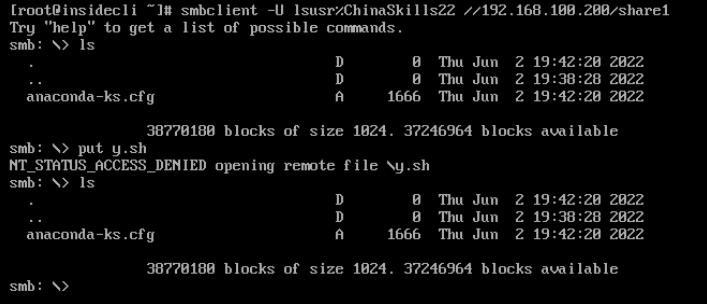 [root@insidecli ~]# smbclient -U lsusr%ChinaSkills22 //192.168.100.200/share1
Try "help" to get a list of possible commands.
smb: \> ls
  .                                   D        0  Thu Jun  2 19:42:20 2022
  ..                                  D        0  Thu Jun  2 19:38:28 2022
  anaconda-ks.cfg                     A     1666  Thu Jun  2 19:42:20 2022
                38770180 blocks of size 1024. 37246964 blocks available
smb: \> put y.sh
NT_STATUS_ACCESS_DENIED opening remote file \y.sh
smb: \> ls
  .                                   D        0  Thu Jun  2 19:42:20 2022
  ..                                  D        0  Thu Jun  2 19:38:28 2022
  anaconda-ks.cfg                     A     1666  Thu Jun  2 19:42:20 2022
                38770180 blocks of size 1024. 37246964 blocks available
smb: \>